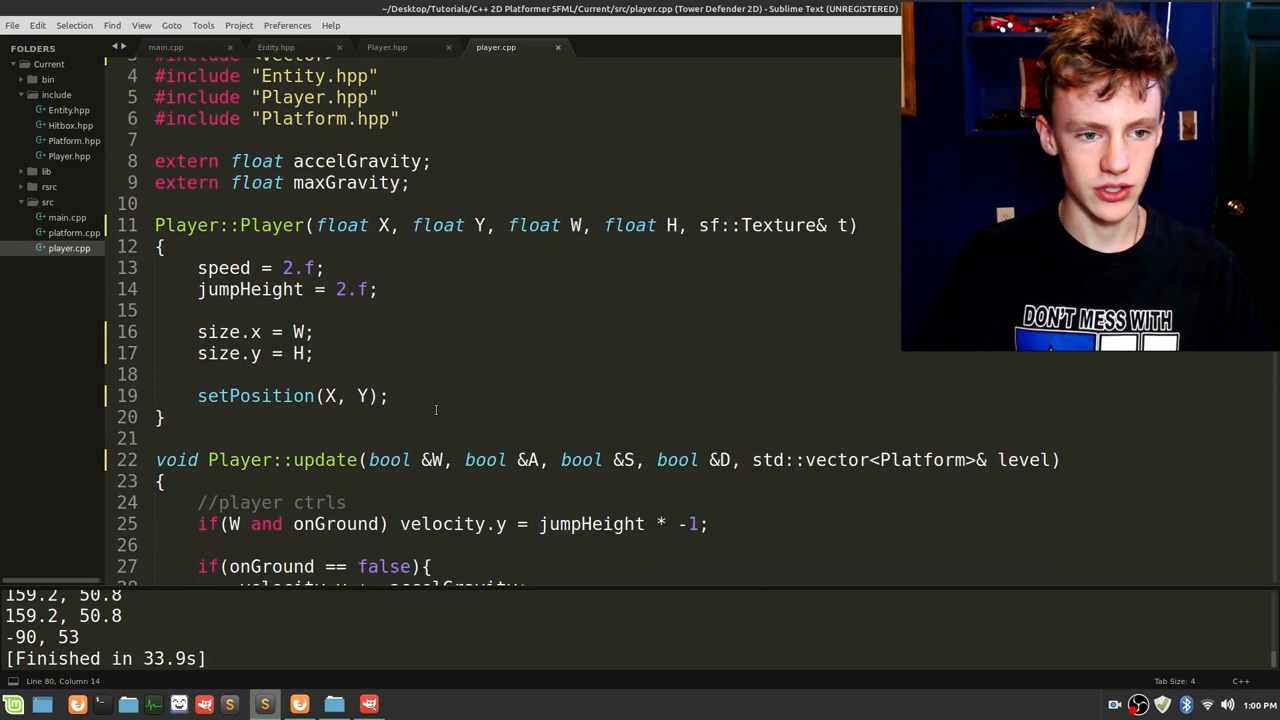 ~/Desktop/Tutorials/C++ 2D Platformer SFML/Current/src/player.cpp (Tower Defender 2D) - Sublime Text (UNREGISTERED)
File Edit Selection Find View Goto Tools Project Preferences Help
FOLDERS
Current
bin
include
Entity.hpp
Hitbox.hpp
Platform.hpp
Player.hpp
lib
rsrc
src
main.cpp
platform.cpp
player.cpp
main.cpp Entity.hpp Player.hpp player.cpp
3 #include <vector>
4 #include "Entity.hpp"
5 #include "Player.hpp"
6 #include "Platform.hpp"
7
8 extern float accelGravity;
9 extern float maxGravity;
10
11 Player::Player(float X, float Y, float W, float H, sf::Texture& t)
12 {
13 speed = 2.f;
14 jumpHeight = 2.f;
15
16 size.x = W;
17 size.y = H;
18
19 setPosition(X, Y);
20 }
21
22 void Player::update(bool &W, bool &A, bool &S, bool &D, std::vector<Platform>& level)
23 {
24 //player ctrls
25 if(W and onGround) velocity.y = jumpHeight * -1;
26
27 if(onGround == false){
28 velocity.y += accelGravity;
159.2, 50.8
159.2, 50.8
-90, 53
[Finished in 33.9s]
Line 80, Column 14
Tab Size: 4 C++
1:00 PM
DON'T MESS WITH